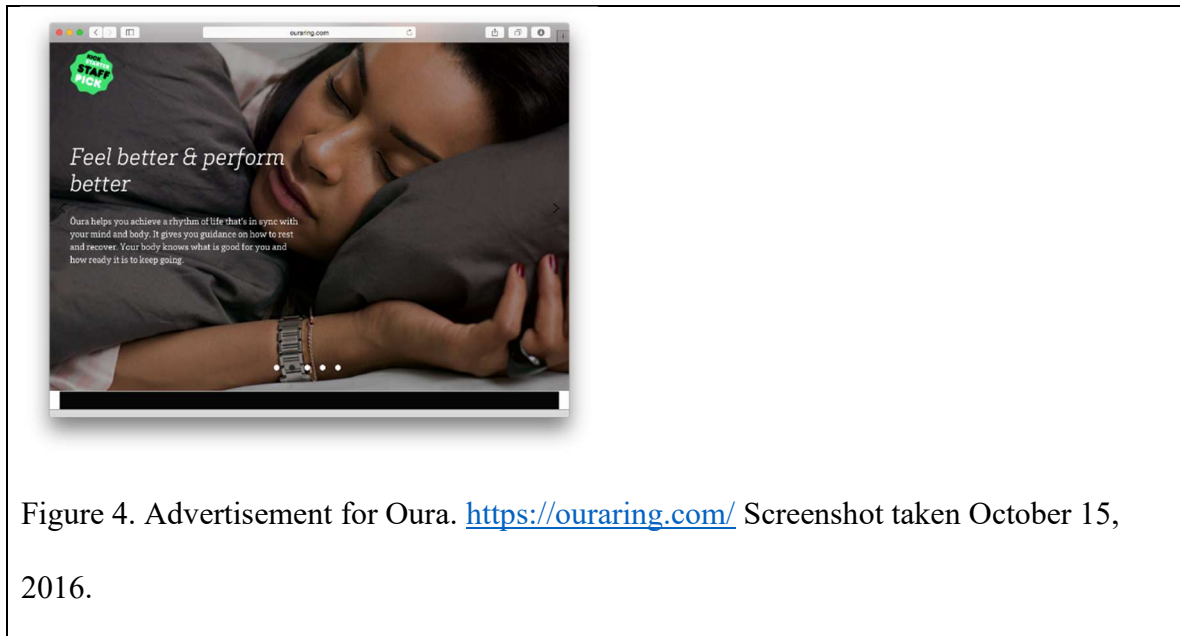 ouraring.com
KICK
STARTER
STAFF
PICK
Feel better & perform
better
Ōura helps you achieve a rhythm of life that's in sync with
your mind and body. It gives you guidance on how to rest
and recover. Your body knows what is good for you and
how ready it is to keep going.
Figure 4. Advertisement for Oura. https://ouraring.com/ Screenshot taken October 15,
2016.